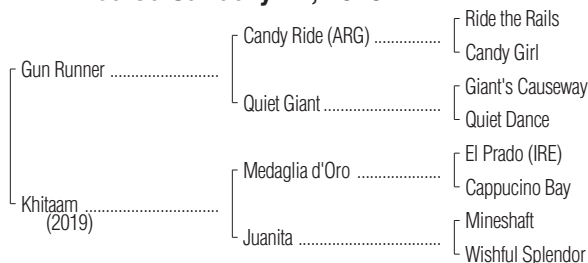 Ride the Rails
Candy Ride (ARG)
Candy Girl
Gun Runner
Giant's Causeway
Quiet Giant
Quiet Dance
El Prado (IRE)
Medaglia d'Oro
Cappucino Bay
Khitaam
(2019)
Mineshaft
Juanita
Wishful Splendor